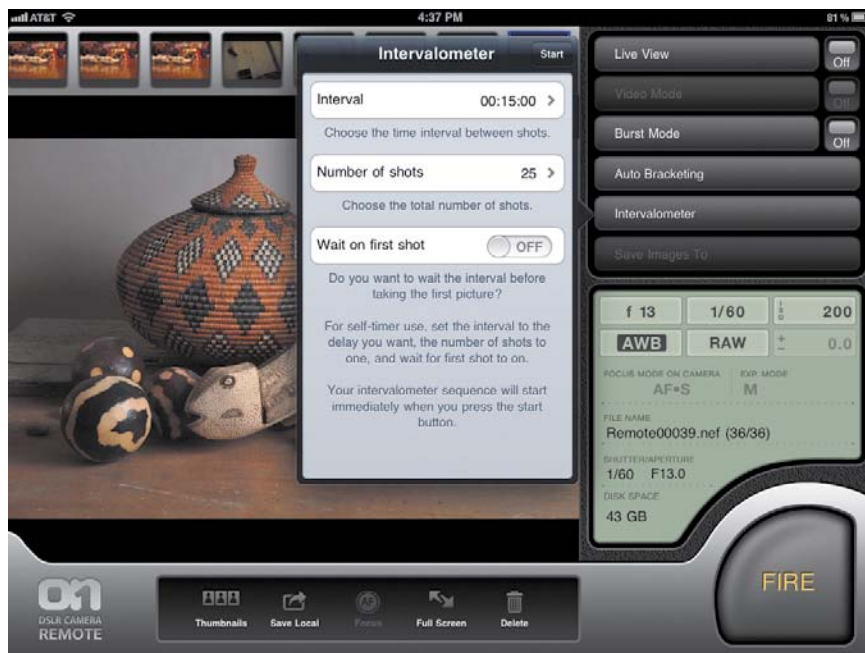 AT&T
4:37 PM
81 %
Intervalometer
Start
Interval
00:15:00
Choose the time interval between shots.
Number of shots
25
Choose the total number of shots.
Wait on first shot
OFF
Do you want to wait the interval before
taking the first picture?
For self-timer use, set the interval to the
delay you want, the number of shots to
one, and wait for first shot to on.
Your intervalometer sequence will start
immediately when you press the start
button.
Live View
Off
Video Mode
Off
Burst Mode
Off
Auto Bracketing
Intervalometer
Save Images To
f 13
1/60
ISO
200
AWB
RAW
+-
0.0
FOCUS MODE ON CAMERA
EXP. MODE
AF•S
M
FILE NAME
Remote00039.nef (36/36)
SHUTTER/APERTURE
1/60 F13.0
DISK SPACE
43 GB
FIRE
on
DSLR CAMERA
REMOTE
Thumbnails
Save Local
AF
Focus
Full Screen
Delete